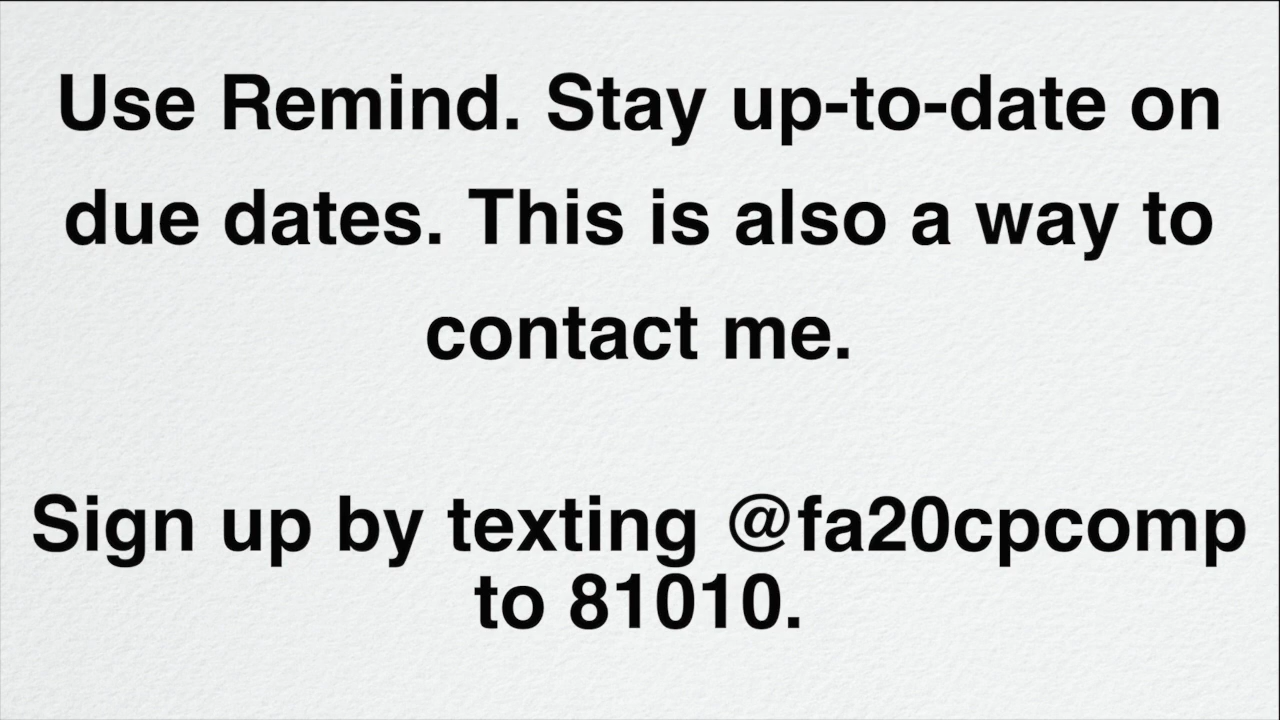 Use Remind. Stay up-to-date on
due dates. This is also a way to
contact me.
Sign up by texting @fa20cpcomp
to 81010.